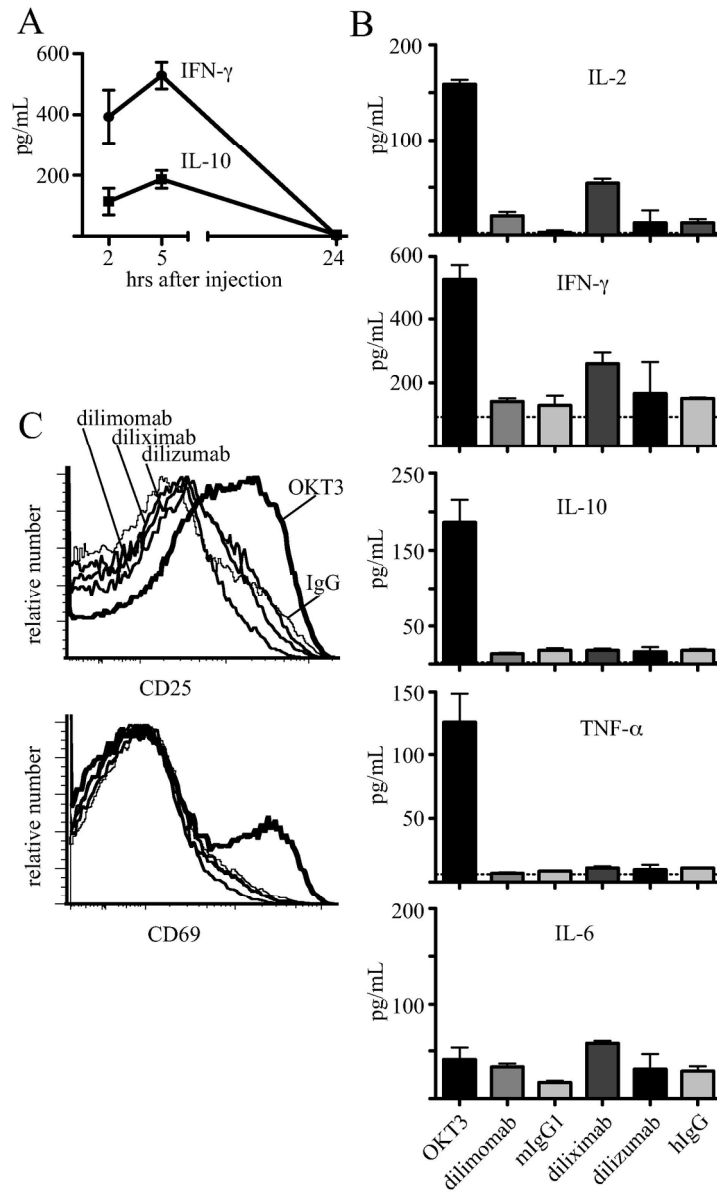 A
600
400
200
pg/mL
IFN-γ
IL-10
2
5
24
hrs after injection
B
200
100
pg/mL
IL-2
600
400
200
pg/mL
IFN-γ
250
150
50
pg/mL
IL-10
150
100
50
pg/mL
TNF-α
200
100
pg/mL
IL-6
OKT3
dilimomab
mIgG1
diliximab
dilizumab
hIgG
C
dilimomab
diliximab
dilizumab
OKT3
IgG
relative number
CD25
relative number
CD69